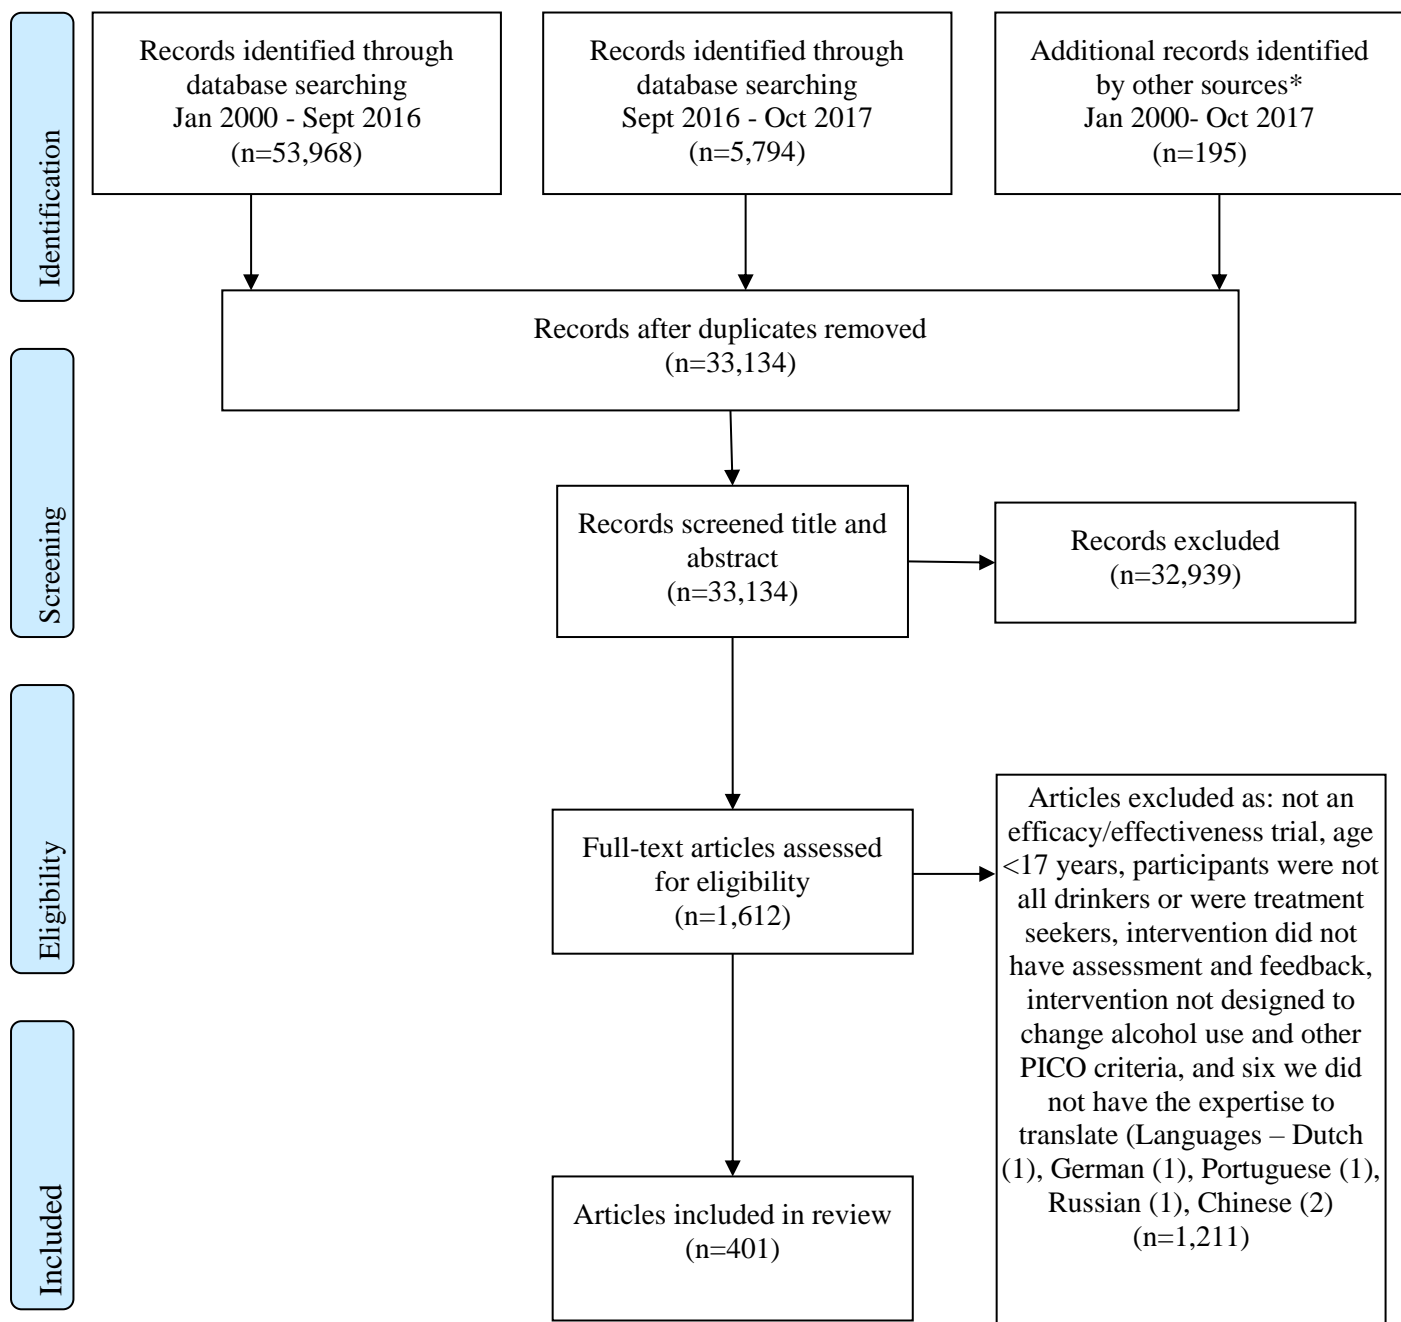 Identification
Records identified through
database searching
Jan 2000 - Sept 2016
(n=53,968)
Records identified through
database searching
Sept 2016 - Oct 2017
(n=5,794)
Additional records identified
by other sources*
Jan 2000- Oct 2017
(n=195)
Records after duplicates removed
(n=33,134)
Screening
Records screened title and
abstract
(n=33,134)
Records excluded
(n=32,939)
Eligibility
Full-text articles assessed
for eligibility
(n=1,612)
Articles excluded as: not an
efficacy/effectiveness trial, age
<17 years, participants were not
all drinkers or were treatment
seekers, intervention did not
have assessment and feedback,
intervention not designed to
change alcohol use and other
PICO criteria, and six we did
not have the expertise to
translate (Languages – Dutch
(1), German (1), Portuguese (1),
Russian (1), Chinese (2)
(n=1,211)
Included
Articles included in review
(n=401)